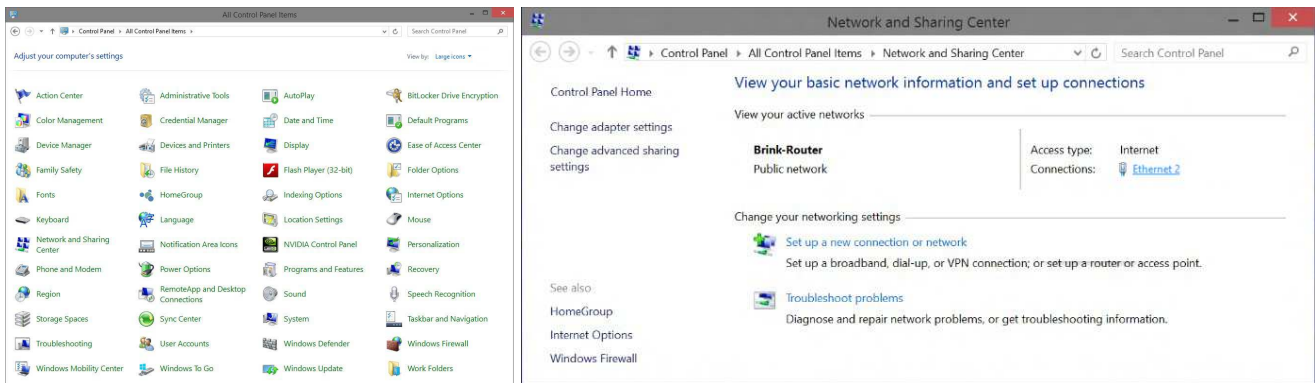 All Control Panel Items
Control Panel All Control Panel Items
Search Control Panel
Adjust your computer's settings
View by: Large icons
Action Center
Administrative Tools
AutoPlay
BitLocker Drive Encryption
Color Management
Credential Manager
Date and Time
Default Programs
Device Manager
Devices and Printers
Display
Ease of Access Center
Family Safety
File History
Flash Player (32-bit)
Folder Options
Fonts
HomeGroup
Indexing Options
Internet Options
Keyboard
Language
Location Settings
Mouse
Network and Sharing
Center
Notification Area Icons
NVIDIA Control Panel
Personalization
Phone and Modem
Power Options
Programs and Features
Recovery
Region
RemoteApp and Desktop
Connections
Sound
Speech Recognition
Storage Spaces
Sync Center
System
Taskbar and Navigation
Troubleshooting
User Accounts
Windows Defender
Windows Firewall
Windows Mobility Center
Windows To Go
Windows Update
Work Folders
Network and Sharing Center
Control Panel All Control Panel Items Network and Sharing Center
Search Control Panel
Control Panel Home
Change adapter settings
Change advanced sharing
settings
See also
HomeGroup
Internet Options
Windows Firewall
View your basic network information and set up connections
View your active networks
Brink-Router
Public network
Access type: Internet
Connections: Ethernet 2
Change your networking settings
Set up a new connection or network
Set up a broadband, dial-up, or VPN connection; or set up a router or access point.
Troubleshoot problems
Diagnose and repair network problems, or get troubleshooting information.